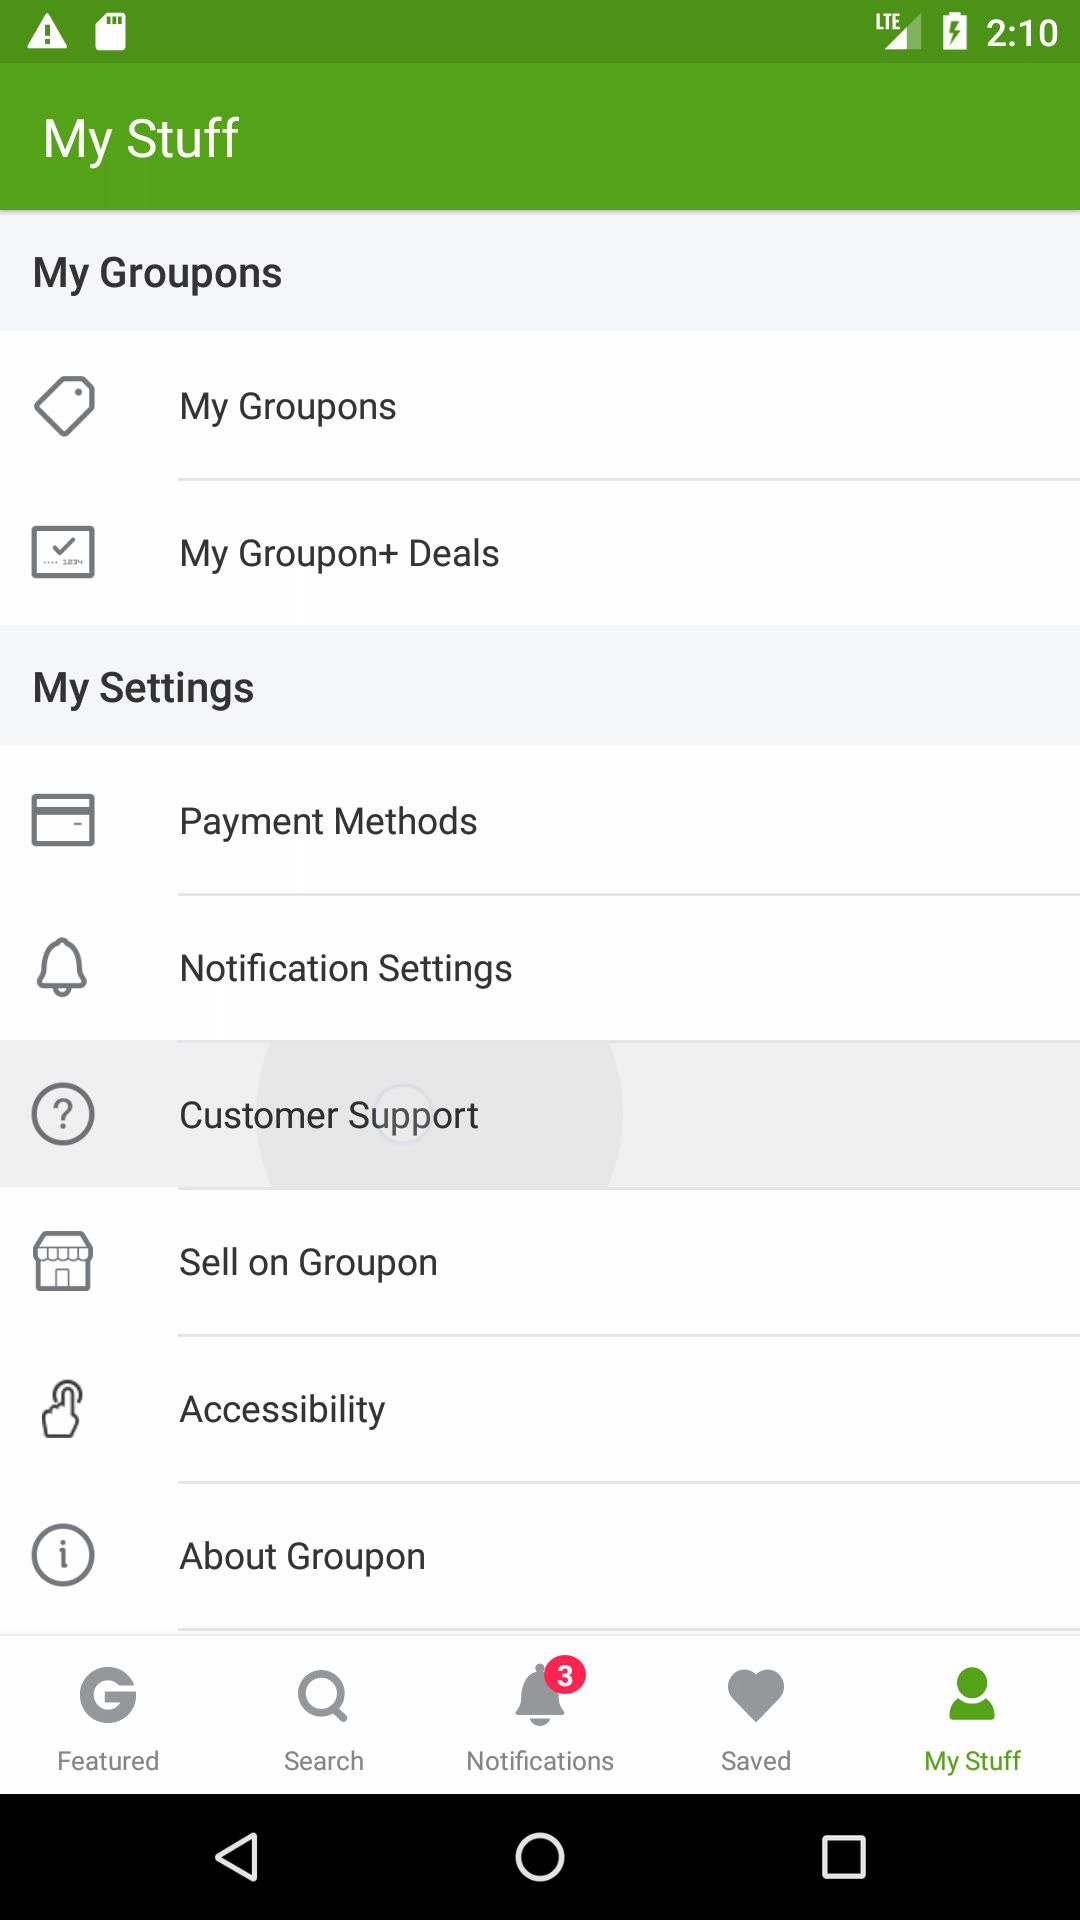 LTE 2:10
My Stuff
My Groupons
My Groupons
1234
My Groupon+ Deals
My Settings
Payment Methods
Notification Settings
? Customer Support
Sell on Groupon
Accessibility
i About Groupon
3
G
Featured
Search
Notifications
Saved
My Stuff